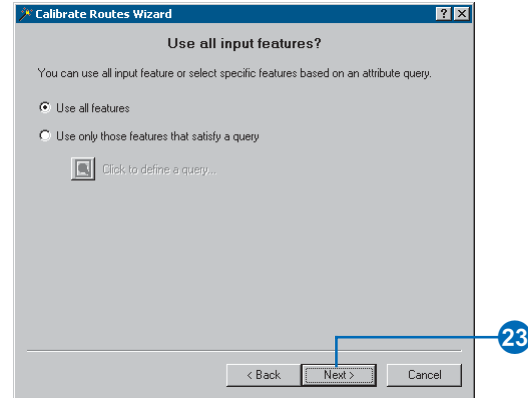 Calibrate Routes Wizard
Use all input features?
You can use all input feature or select specific features based on an attribute query.
Use all features
Use only those features that satisfy a query
Click to define a query...
< Back Next > Cancel
23